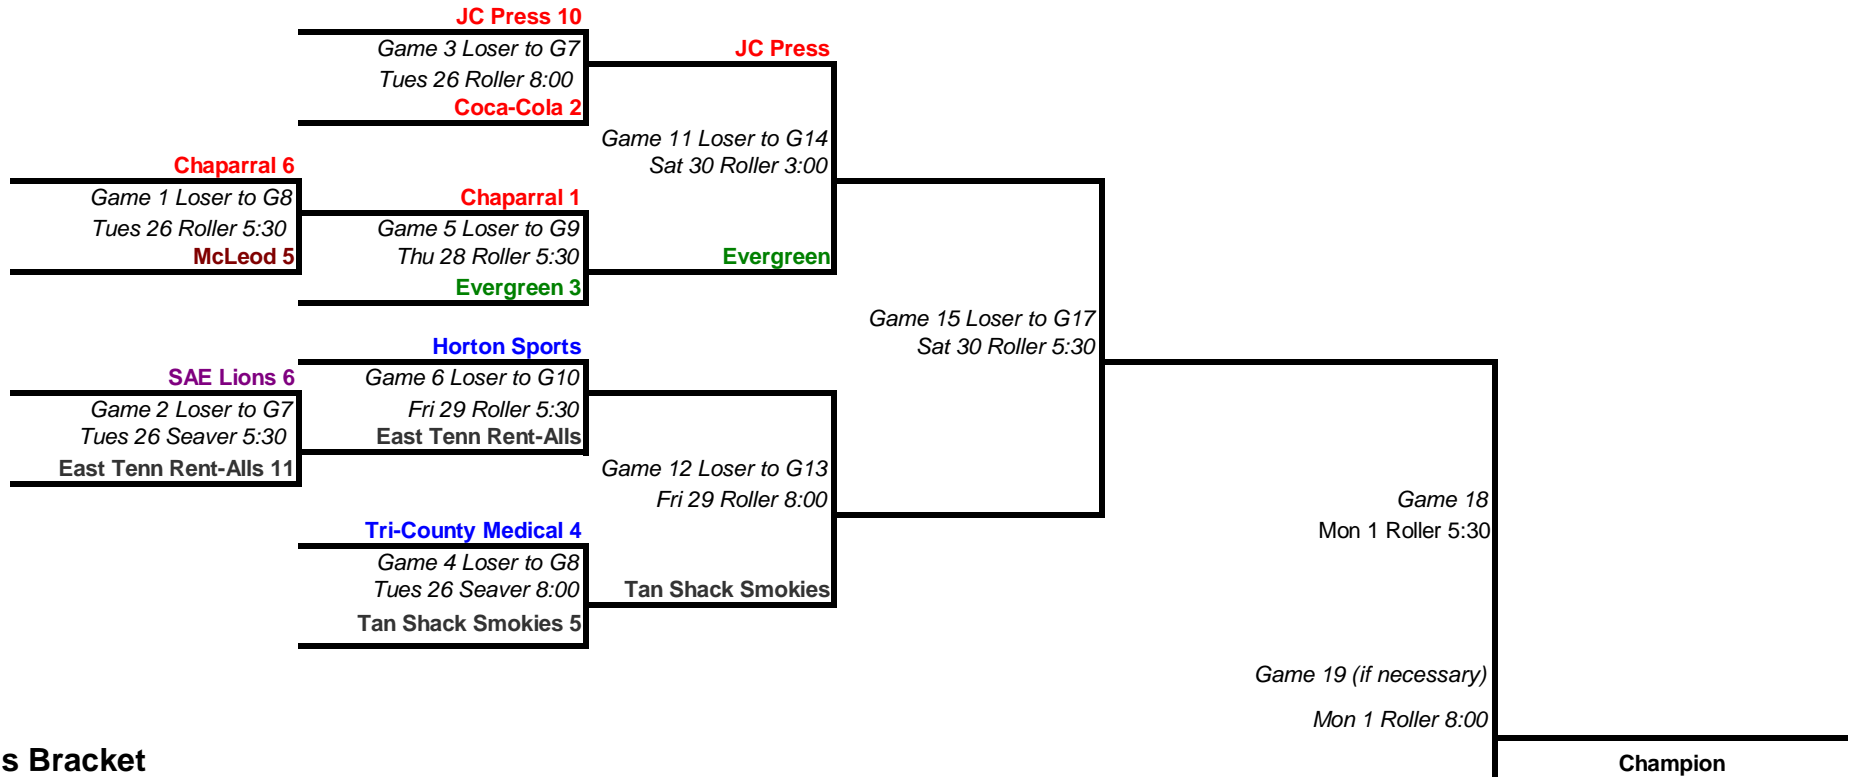 JC Press 10
Game 3 Loser to G7
Tues 26 Roller 8:00
Coca-Cola 2
JC Press
Game 11 Loser to G14
Sat 30 Roller 3:00
Chaparral 6
Game 1 Loser to G8
Tues 26 Roller 5:30
McLeod 5
Chaparral 1
Game 5 Loser to G9
Thu 28 Roller 5:30
Evergreen 3
Evergreen
Game 15 Loser to G17
Sat 30 Roller 5:30
Horton Sports
Game 6 Loser to G10
Fri 29 Roller 5:30
East Tenn Rent-Alls
SAE Lions 6
Game 2 Loser to G7
Tues 26 Seaver 5:30
East Tenn Rent-Alls 11
Game 12 Loser to G13
Fri 29 Roller 8:00
Tri-County Medical 4
Game 4 Loser to G8
Tues 26 Seaver 8:00
Tan Shack Smokies 5
Tan Shack Smokies
Game 18
Mon 1 Roller 5:30
Game 19 (if necessary)
Mon 1 Roller 8:00
s Bracket
Champion